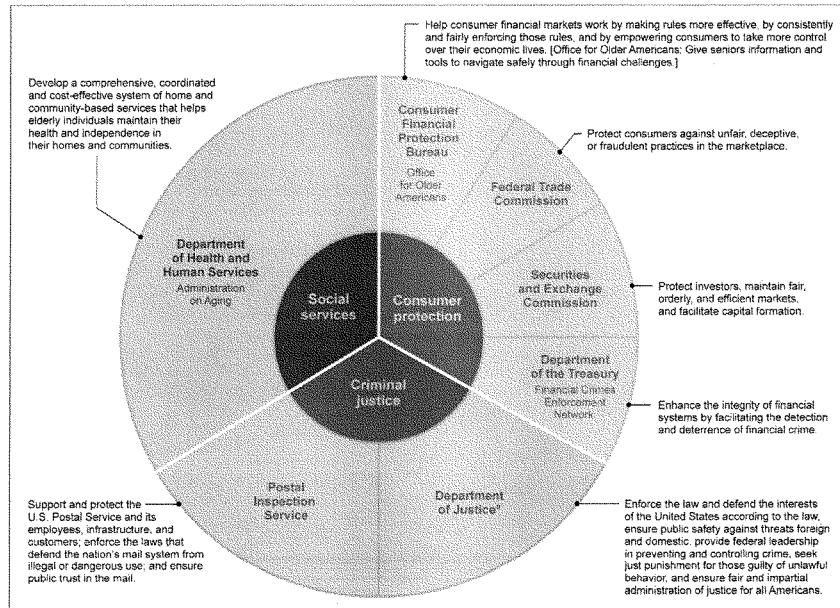 Help consumer financial markets work by making rules more effective, by consistently
and fairly enforcing those rules, and by empowering consumers to take more control
over their economic lives. [Office for Older Americans: Give seniors information and
tools to navigate safely through financial challenges.]
Develop a comprehensive, coordinated
and cost-effective system of home and
community-based services that helps
elderly individuals maintain their
health and independence in
their homes and communities.
Consumer
Financial
Protection
Bureau
Office
for Older
Americans
Protect consumers against unfair, deceptive,
or fraudulent practices in the marketplace.
Federal Trade
Commission
Department
of Health and
Human Services
Administration
on Aging
Social
services
Consumer
protection
Securities
and Exchange
Commission
Protect investors, maintain fair,
orderly, and efficient markets,
and facilitate capital formation.
Department
of the Treasury
Financial Crimes
Enforcement
Network
Enhance the integrity of financial
systems by facilitating the detection
and deterrence of financial crime.
Criminal
justice
Postal
Inspection
Service
Department
of Justice
Support and protect the
U.S. Postal Service and its
employees, infrastructure, and
customers; enforce the laws that
defend the nation's mail system from
illegal or dangerous use; and ensure
public trust in the mail.
Enforce the law and defend the interests
of the United States according to the law,
ensure public safety against threats foreign
and domestic, provide federal leadership
in preventing and controlling crime, seek
just punishment for those guilty of unlawful
behavior, and ensure fair and impartial
administration of justice for all Americans.